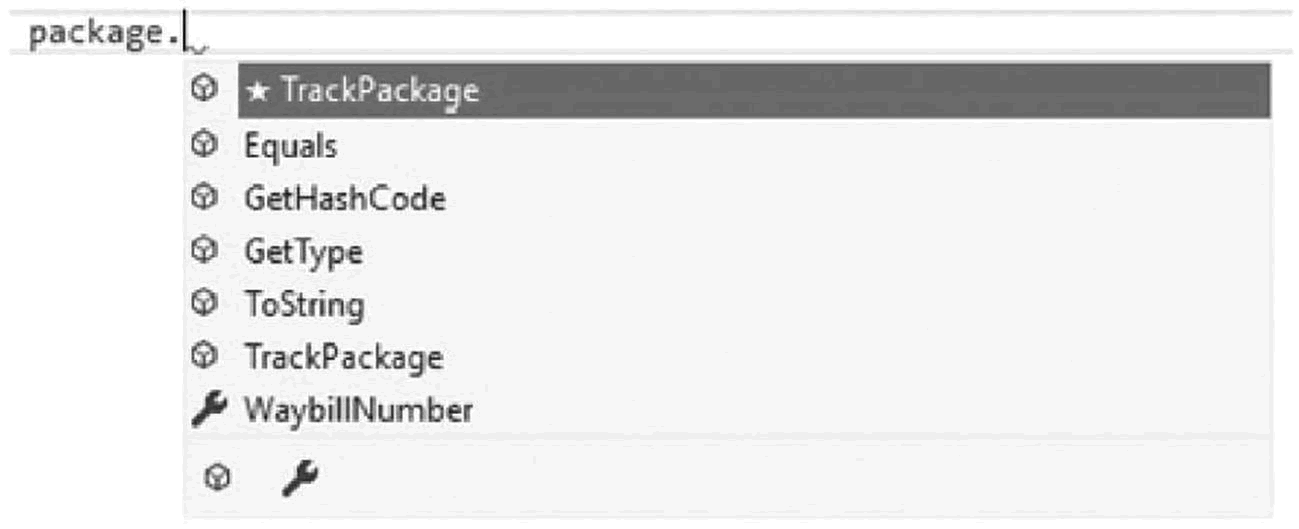 package.
★ TrackPackage
Equals
GetHashCode
GetType
ToString
TrackPackage
WaybillNumber